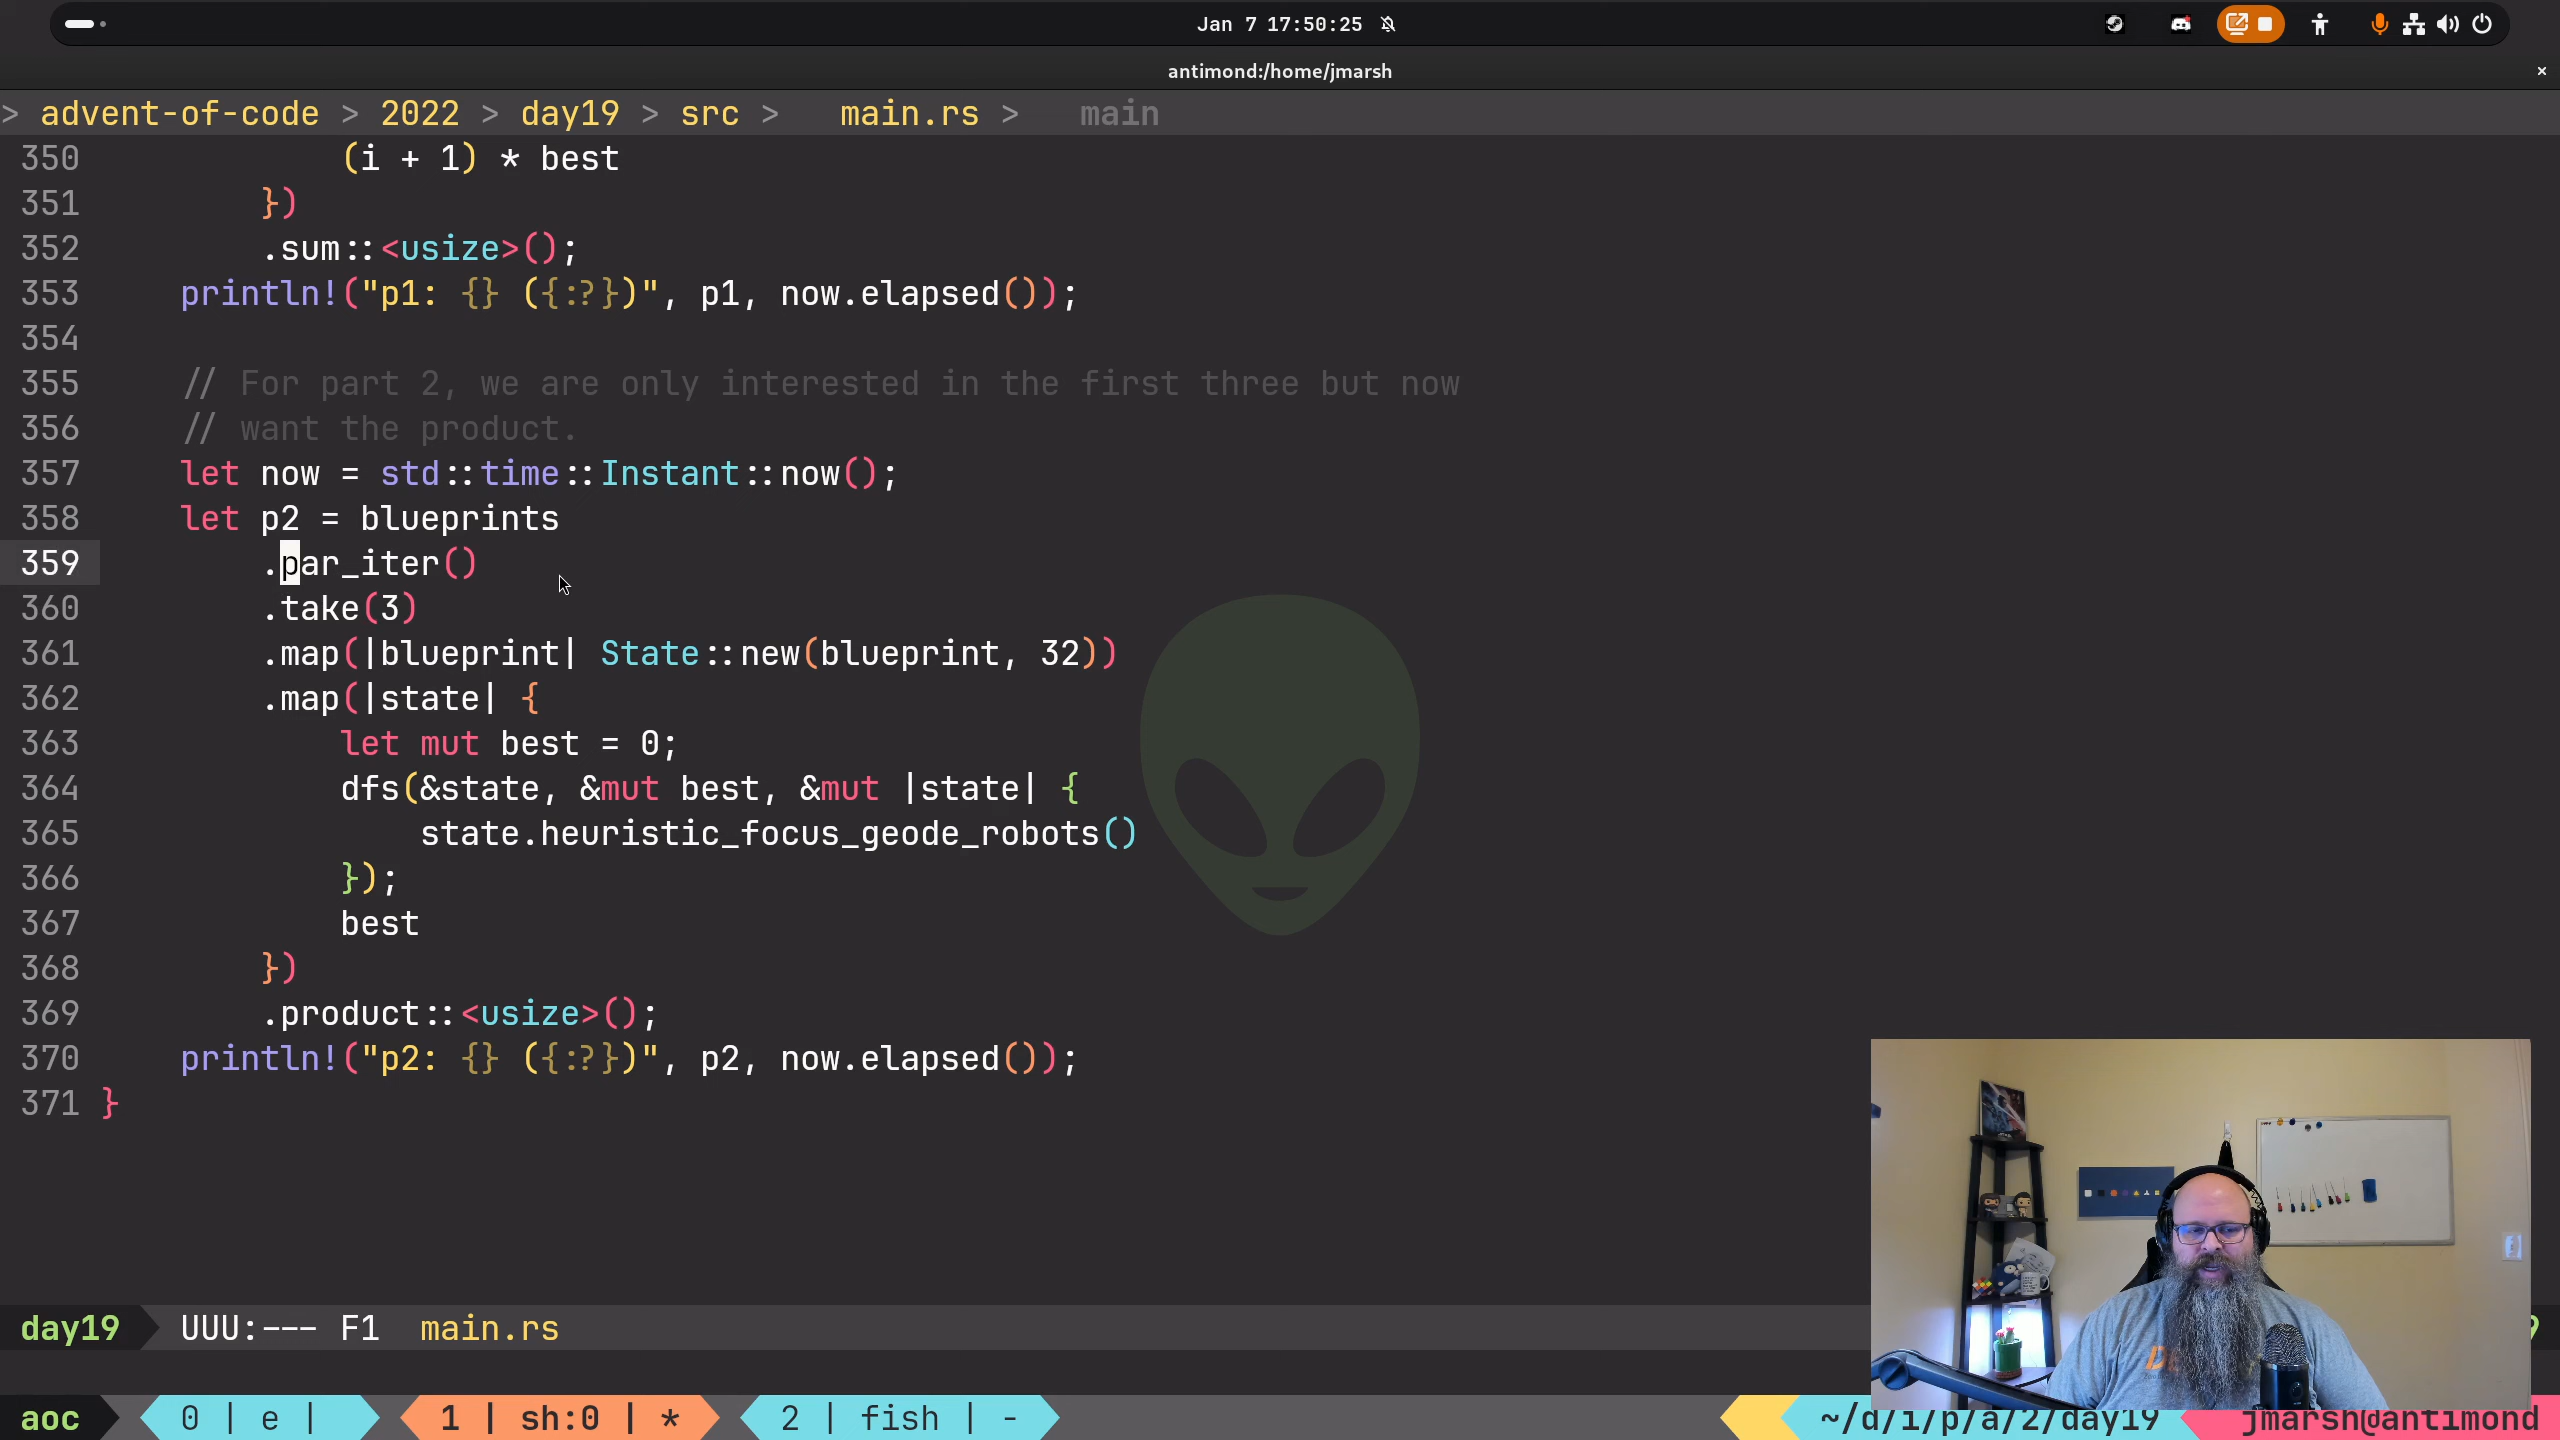 Jan 7 17:50:25
antimond:/home/jmarsh
> advent-of-code > 2022 > day19 > src > main.rs > main
350 (i + 1) * best
351 })
352 .sum::<usize>();
353 println!("p1: {} ({:?})", p1, now.elapsed());
354
355 // For part 2, we are only interested in the first three but now
356 // want the product.
357 let now = std::time::Instant::now();
358 let p2 = blueprints
359 .par_iter()
360 .take(3)
361 .map(|blueprint| State::new(blueprint, 32))
362 .map(|state| {
363 let mut best = 0;
364 dfs(&state, &mut best, &mut |state| {
365 state.heuristic_focus_geode_robots()
366 });
367 best
368 })
369 .product::<usize>();
370 println!("p2: {} ({:?})", p2, now.elapsed());
371 }
day19 UUU:--- F1 main.rs
aoc 0 | e | 1 | sh:0 | * 2 | fish | - ~/d/i/p/a/2/day19 jmarsh@antimond